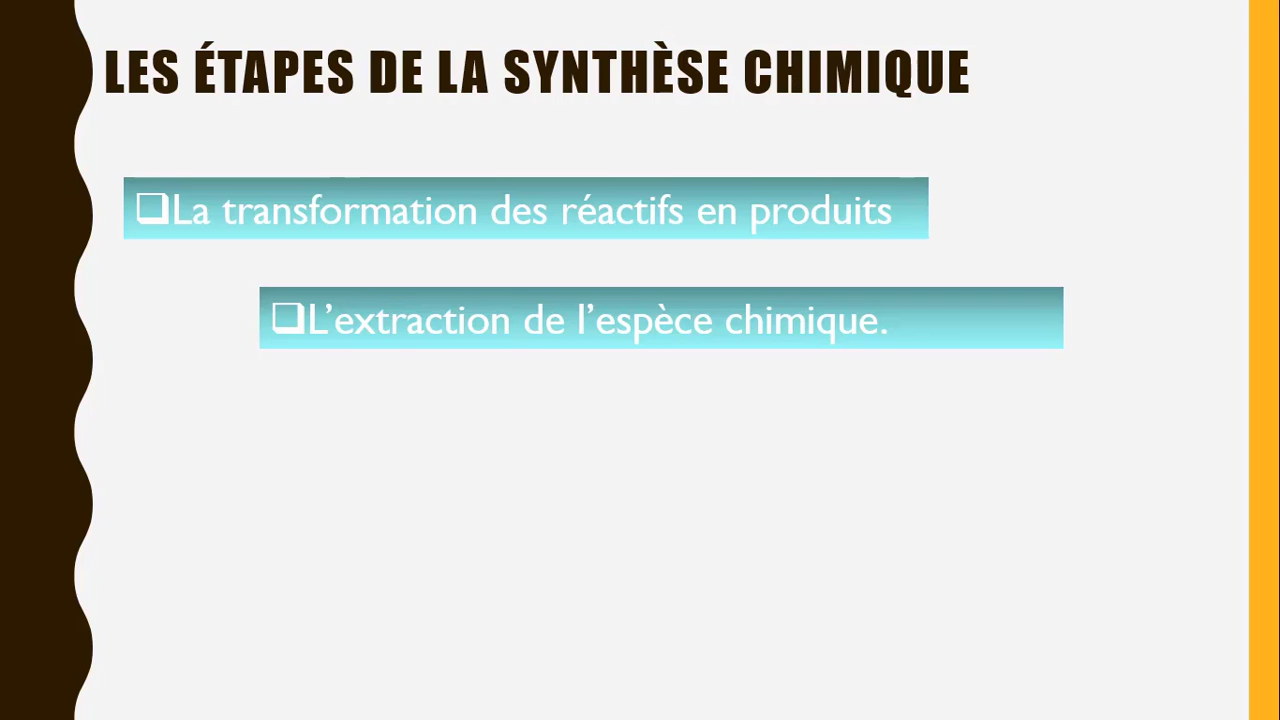 LES ÉTAPES DE LA SYNTHÈSE CHIMIQUE
❑La transformation des réactifs en produits
❑L’extraction de l’espèce chimique.